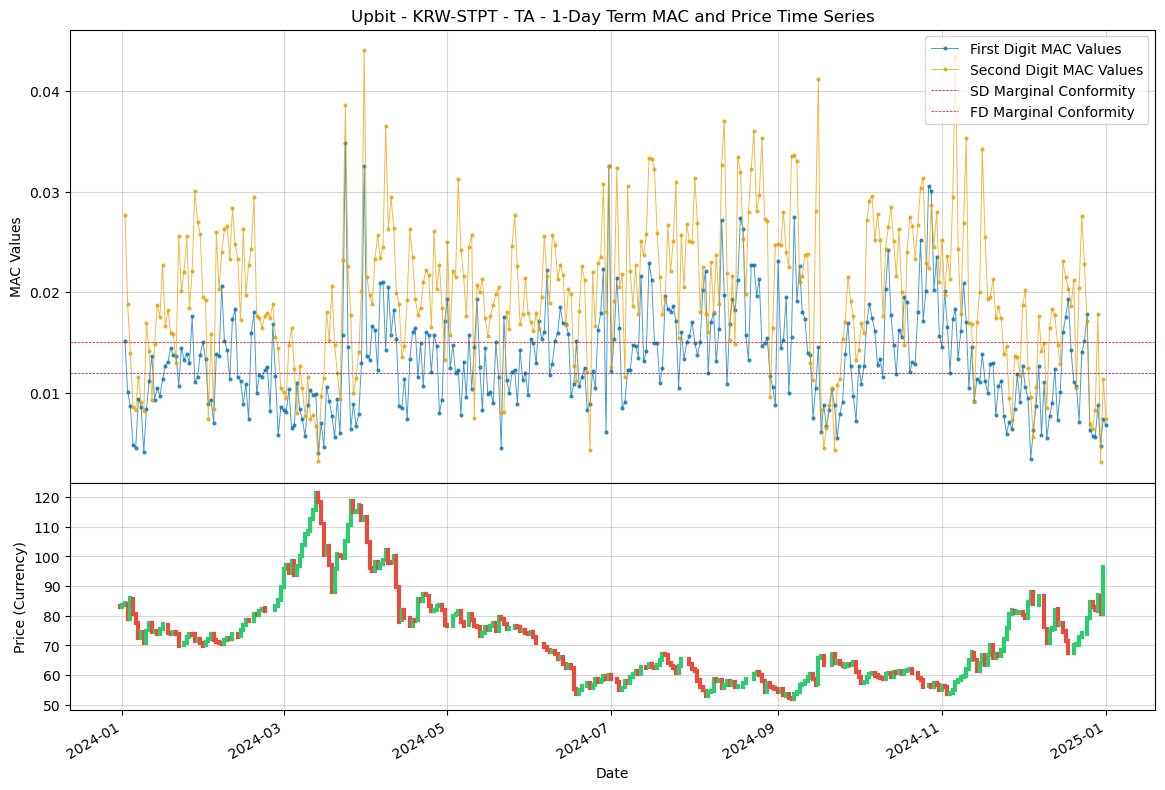 Upbit - KRW-STPT - TA - 1-Day Term MAC and Price Time Series
First Digit MAC Values
Second Digit MAC Values
SD Marginal Conformity
FD Marginal Conformity
MAC Values
0.04
0.03
0.02
0.01
Price (Currency)
120
110
100
90
80
70
60
50
2024-01
2024-03
2024-05
2024-07
2024-09
2024-11
2025-01
Date